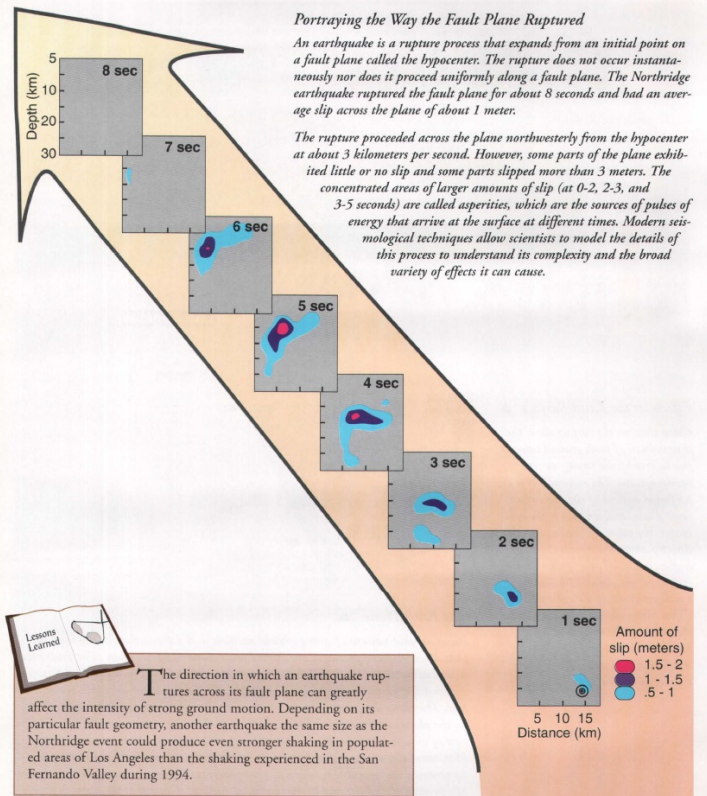 Portraying the Way the Fault Plane Ruptured
An earthquake is a rupture process that expands from an initial point on
a fault plane called the hypocenter. The rupture does not occur instanta-
neously nor does it proceed uniformly along a fault plane. The Northridge
earthquake ruptured the fault plane for about 8 seconds and had an aver-
age slip across the plane of about 1 meter.
The rupture proceeded across the plane northwesterly from the hypocenter
at about 3 kilometers per second. However, some parts of the plane exhib-
ited little or no slip and some parts slipped more than 3 meters. The
concentrated areas of larger amounts of slip (at 0-2, 2-3, and
3-5 seconds) are called asperities, which are the sources of pulses of
energy that arrive at the surface at different times. Modern seis-
mological techniques allow scientists to model the details of
this process to understand its complexity and the broad
variety of effects it can cause.
Depth (km)
5
10
20
30
8 sec
7 sec
6 sec
5 sec
4 sec
3 sec
2 sec
1 sec
5 10 15
Distance (km)
Amount of
slip (meters)
1.5 - 2
1 - 1.5
.5 - 1
Lessons
Learned
The direction in which an earthquake rup-
tures across its fault plane can greatly
affect the intensity of strong ground motion. Depending on its
particular fault geometry, another earthquake the same size as the
Northridge event could produce even stronger shaking in populat-
ed areas of Los Angeles than the shaking experienced in the San
Fernando Valley during 1994.